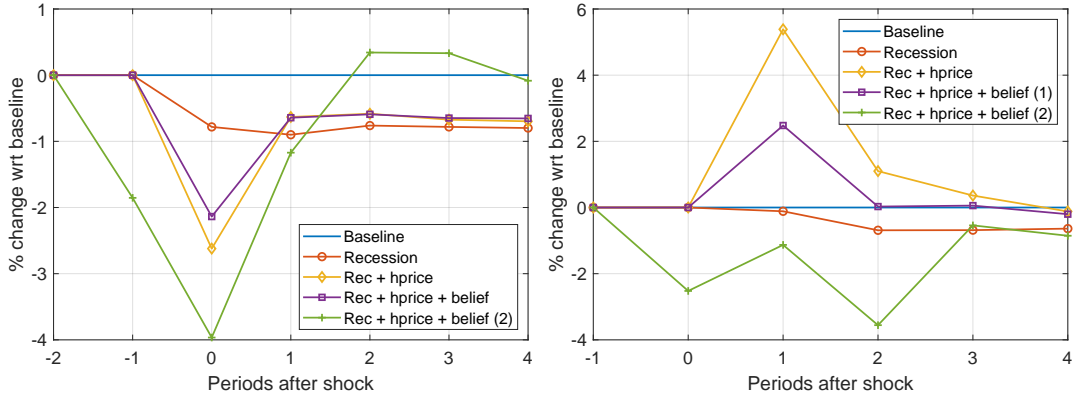 1
0
-1
-2
-3
-4
% change wrt baseline
-2
-1
0
1
2
3
4
Periods after shock
Baseline
Recession
Rec + hprice
Rec + hprice + belief
Rec + hprice + belief (2)
6
4
2
0
-2
-4
% change wrt baseline
-1
0
1
2
3
4
Periods after shock
Baseline
Recession
Rec + hprice
Rec + hprice + belief (1)
Rec + hprice + belief (2)